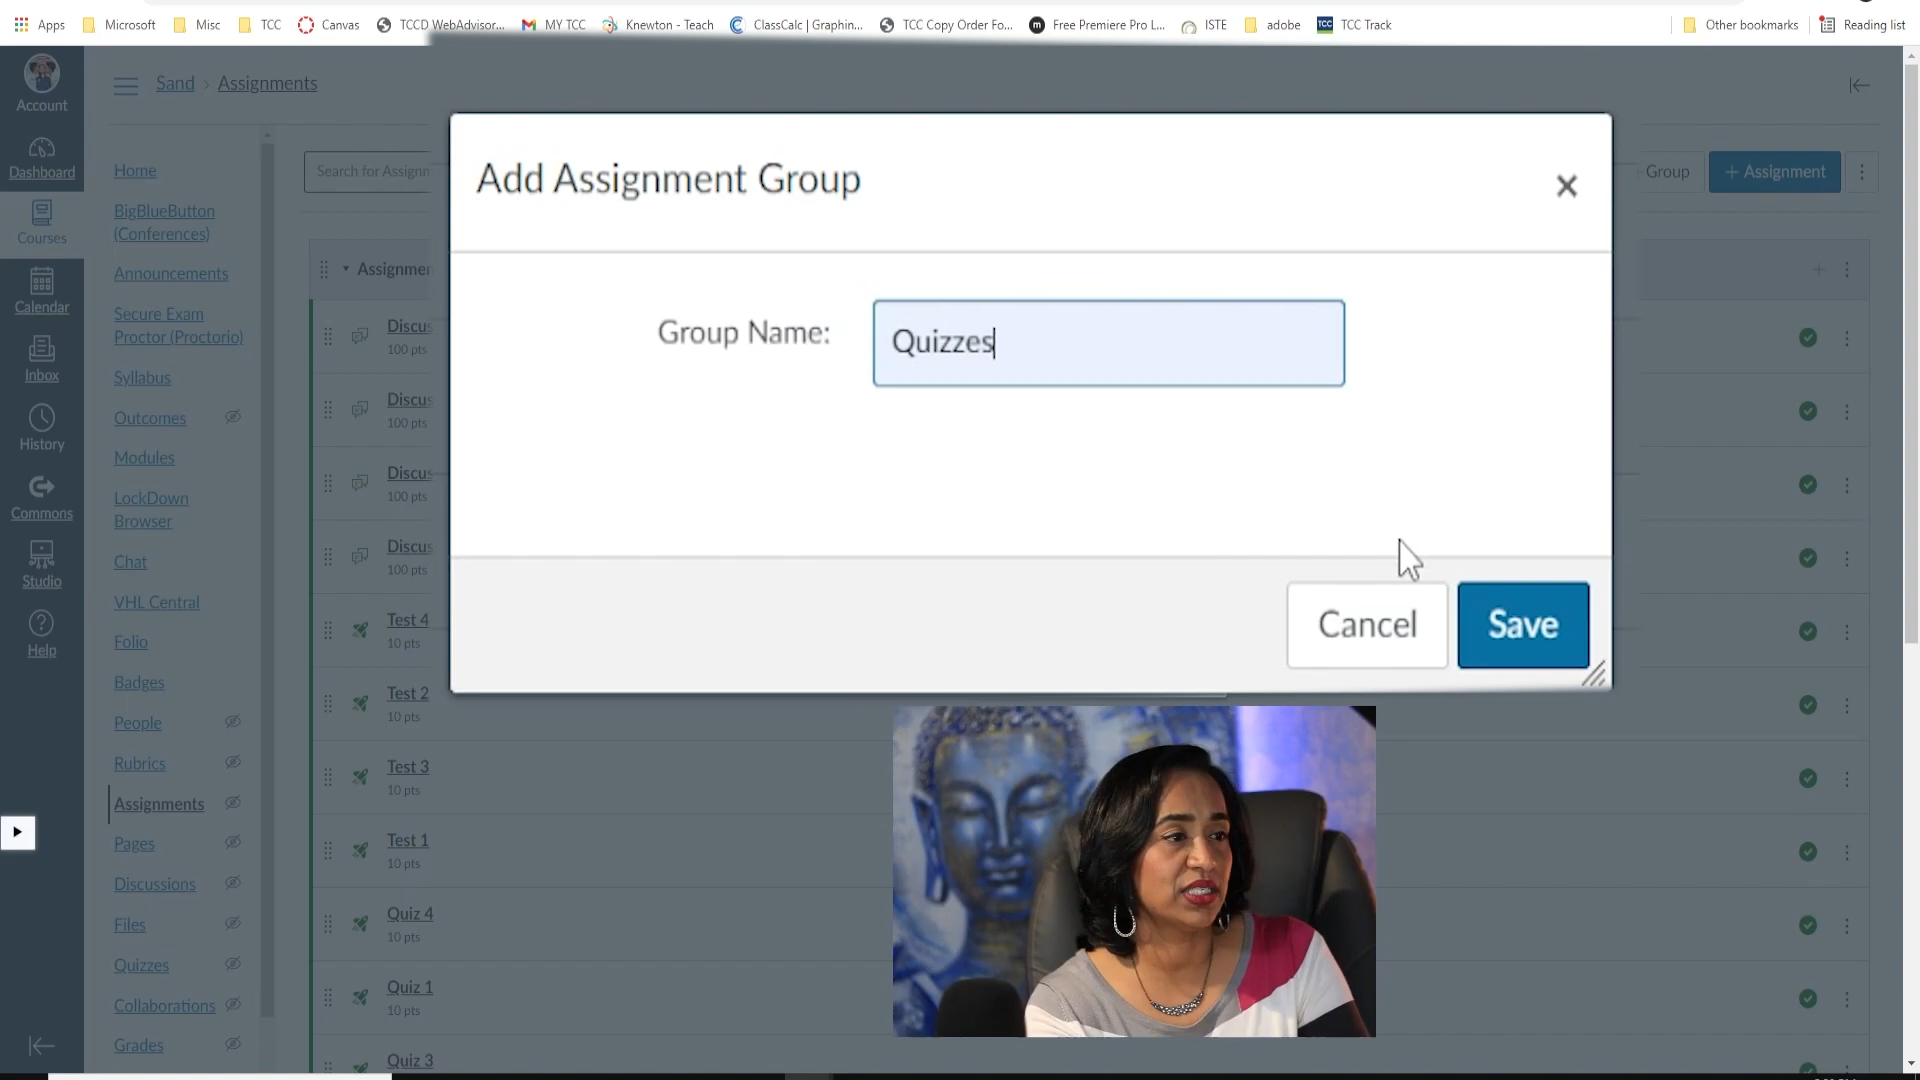 Apps
Microsoft
Misc
TCC
Canvas
TCCD WebAdvisor...
MY TCC
Knewton - Teach
ClassCalc | Graphin...
TCC Copy Order Fo...
Free Premiere Pro L...
ISTE
adobe
TCC Track
Other bookmarks
Reading list
Account
Dashboard
Courses
Calendar
Inbox
History
Commons
Studio
Help
Sand › Assignments
Home
BigBlueButton
(Conferences)
Announcements
Secure Exam
Proctor (Proctorio)
Syllabus
Outcomes
Modules
LockDown
Browser
Chat
VHL Central
Folio
Badges
People
Rubrics
Assignments
Pages
Discussions
Files
Quizzes
Collaborations
Grades
Search for Assignm
Group
+ Assignment
Assignmen
Discus
100 pts
Discus
100 pts
Discus
100 pts
Discus
100 pts
Test 4
10 pts
Test 2
10 pts
Test 3
10 pts
Test 1
10 pts
Quiz 4
10 pts
Quiz 1
10 pts
Quiz 3
Add Assignment Group
Group Name:
Quizzes
Cancel
Save